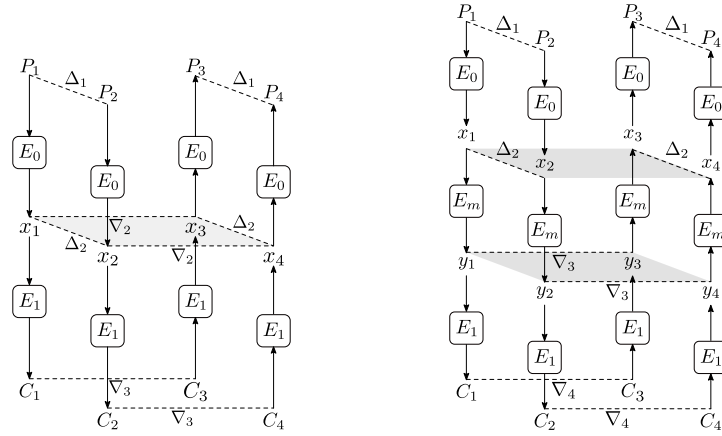 P₁ Δ₁ P₂ P₃ Δ₁ P₄
E₀ E₀ E₀ E₀
x₁ Δ₂ x₂ ∇₂ ∇₂ x₃ Δ₂ x₄
E₁ E₁ E₁ E₁
C₁ ∇₃ C₃
C₂ ∇₃ C₄
P₁ Δ₁ P₂ P₃ Δ₁ P₄
E₀ E₀ E₀ E₀
x₁ Δ₂ x₂ x₃ Δ₂ x₄
Eₘ Eₘ Eₘ Eₘ
y₁ ∇₃ y₃
y₂ ∇₃ y₄
E₁ E₁ E₁ E₁
C₁ ∇₄ C₃
C₂ ∇₄ C₄